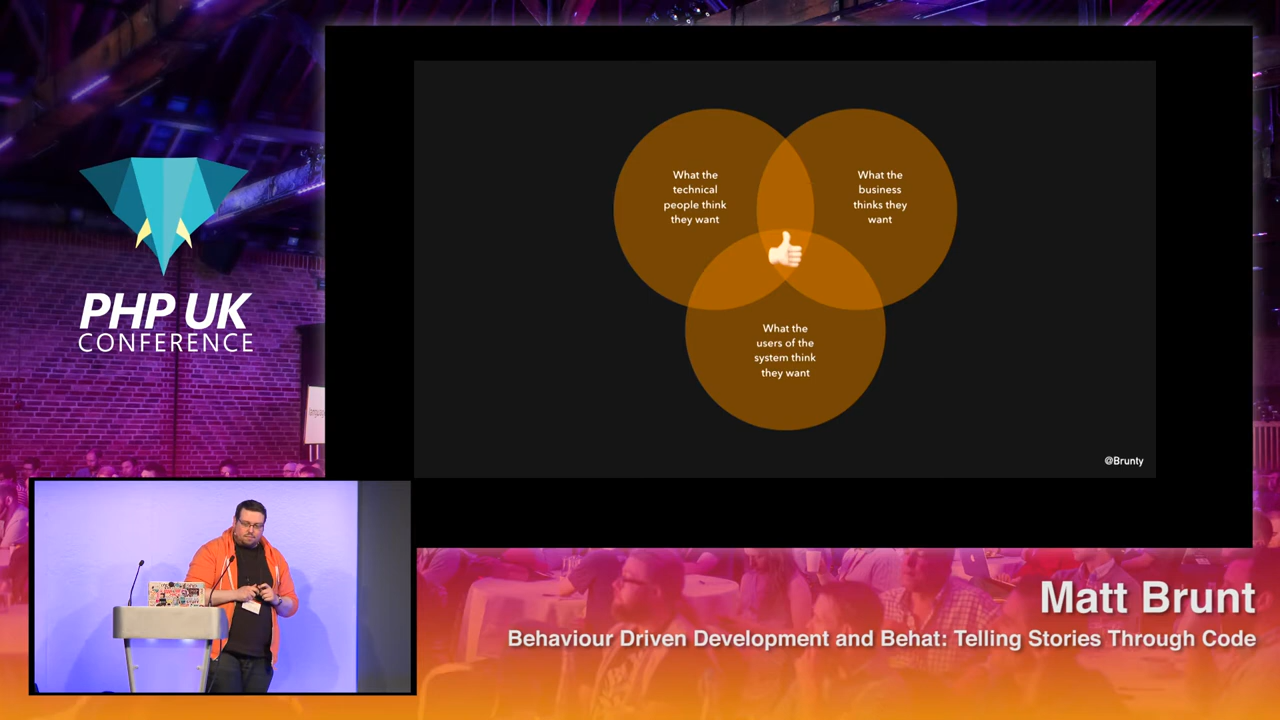 What the
technical
people think
they want
What the
business
thinks they
want
What the
users of the
system think
they want
@Brunty
PHP UK
CONFERENCE
Matt Brunt
Behaviour Driven Development and Behat: Telling Stories Through Code